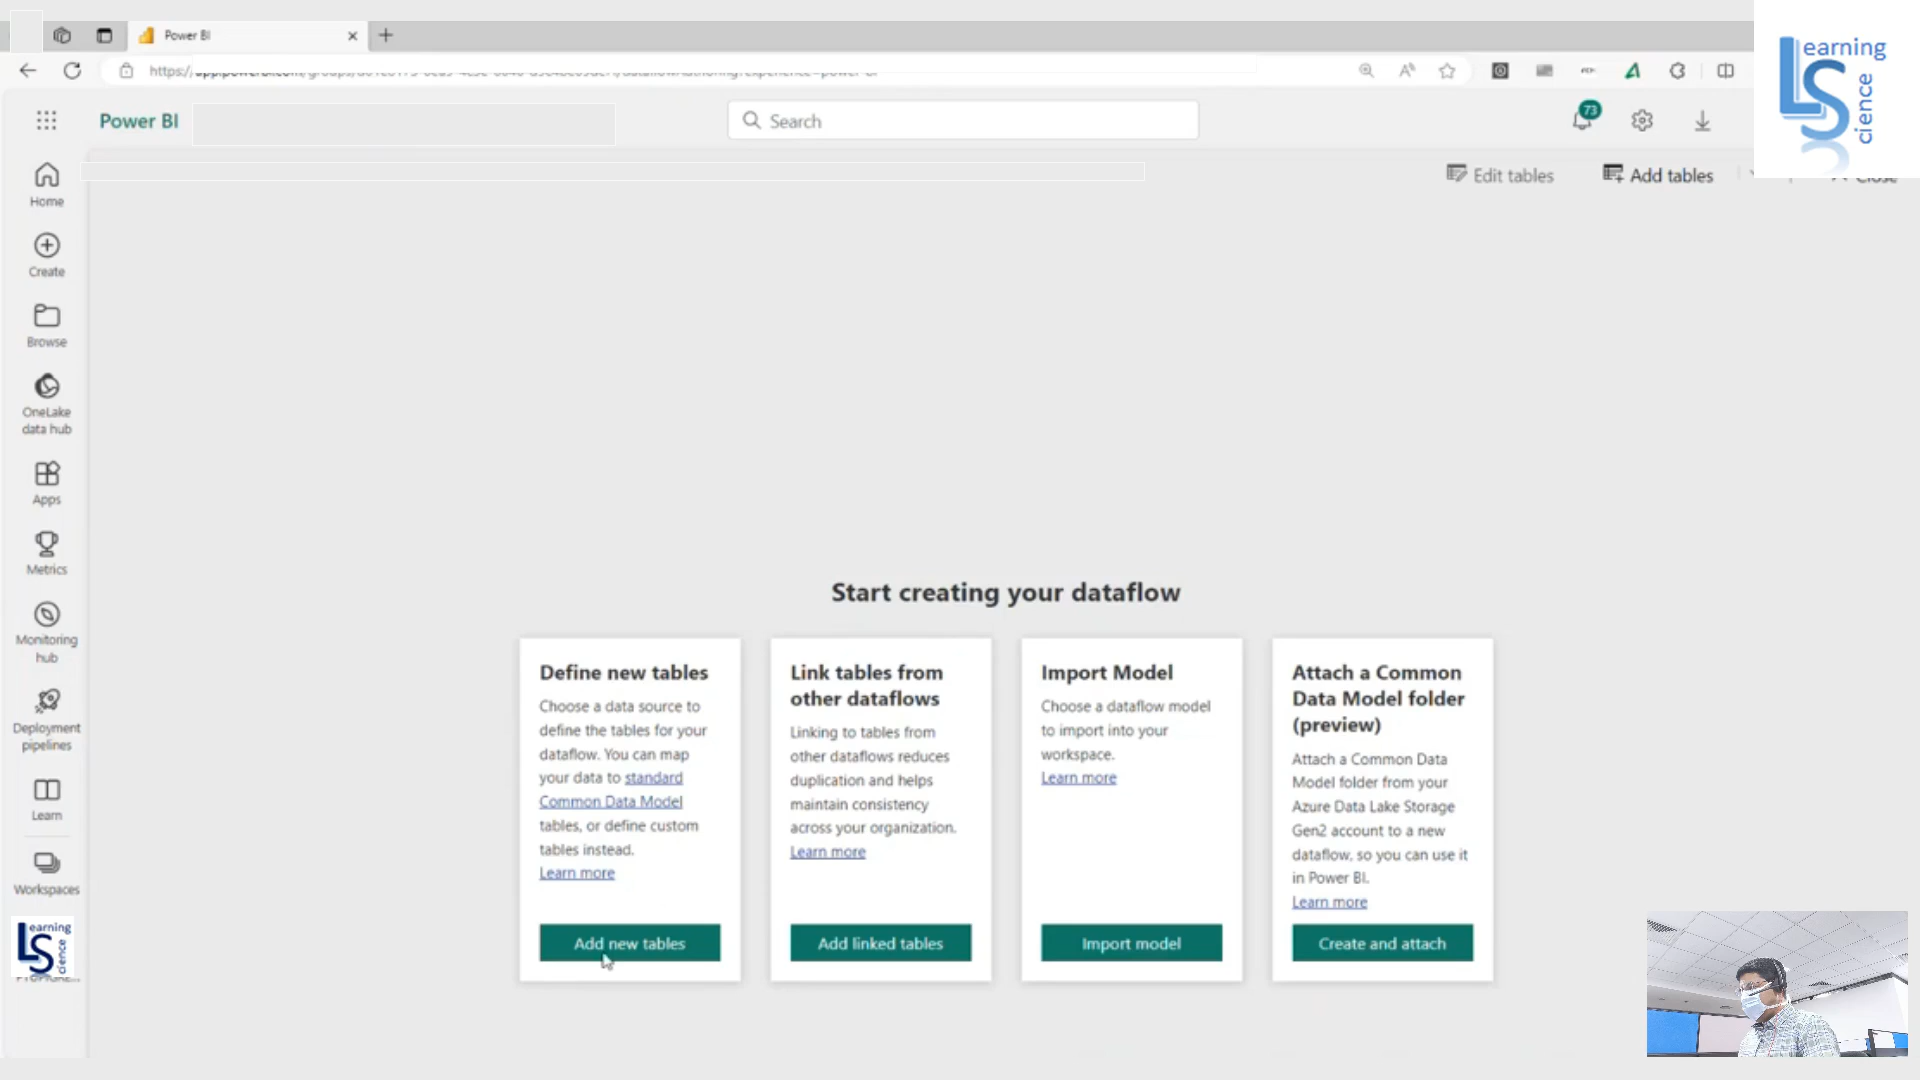 Power BI
https://
Power BI
Search
73
Edit tables
Add tables
Close
Home
Create
Browse
OneLake
data hub
Apps
Metrics
Monitoring
hub
Deployment
pipelines
Learn
Workspaces
Start creating your dataflow
Define new tables
Choose a data source to
define the tables for your
dataflow. You can map
your data to standard
Common Data Model
tables, or define custom
tables instead.
Learn more
Add new tables
Link tables from
other dataflows
Linking to tables from
other dataflows reduces
duplication and helps
maintain consistency
across your organization.
Learn more
Add linked tables
Import Model
Choose a dataflow model
to import into your
workspace.
Learn more
Import model
Attach a Common
Data Model folder
(preview)
Attach a Common Data
Model folder from your
Azure Data Lake Storage
Gen2 account to a new
dataflow, so you can use it
in Power BI.
Learn more
Create and attach
Learning
Science
Learning
Science